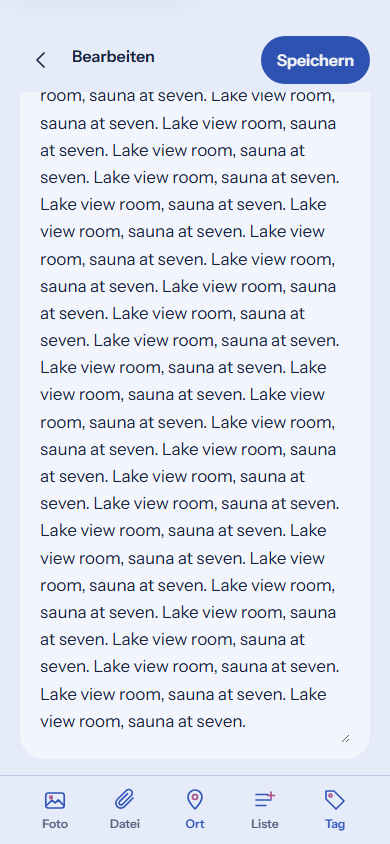 Bearbeiten
Speichern
room, sauna at seven. Lake view room,
sauna at seven. Lake view room, sauna
at seven. Lake view room, sauna at
seven. Lake view room, sauna at seven.
Lake view room, sauna at seven. Lake
view room, sauna at seven. Lake view
room, sauna at seven. Lake view room,
sauna at seven. Lake view room, sauna
at seven. Lake view room, sauna at
seven. Lake view room, sauna at seven.
Lake view room, sauna at seven. Lake
view room, sauna at seven. Lake view
room, sauna at seven. Lake view room,
sauna at seven. Lake view room, sauna
at seven. Lake view room, sauna at
seven. Lake view room, sauna at seven.
Lake view room, sauna at seven. Lake
view room, sauna at seven. Lake view
room, sauna at seven. Lake view room,
sauna at seven. Lake view room, sauna
at seven. Lake view room, sauna at
seven. Lake view room, sauna at seven.
Lake view room, sauna at seven. Lake
view room, sauna at seven.
Foto
Datei
Ort
Liste
Tag